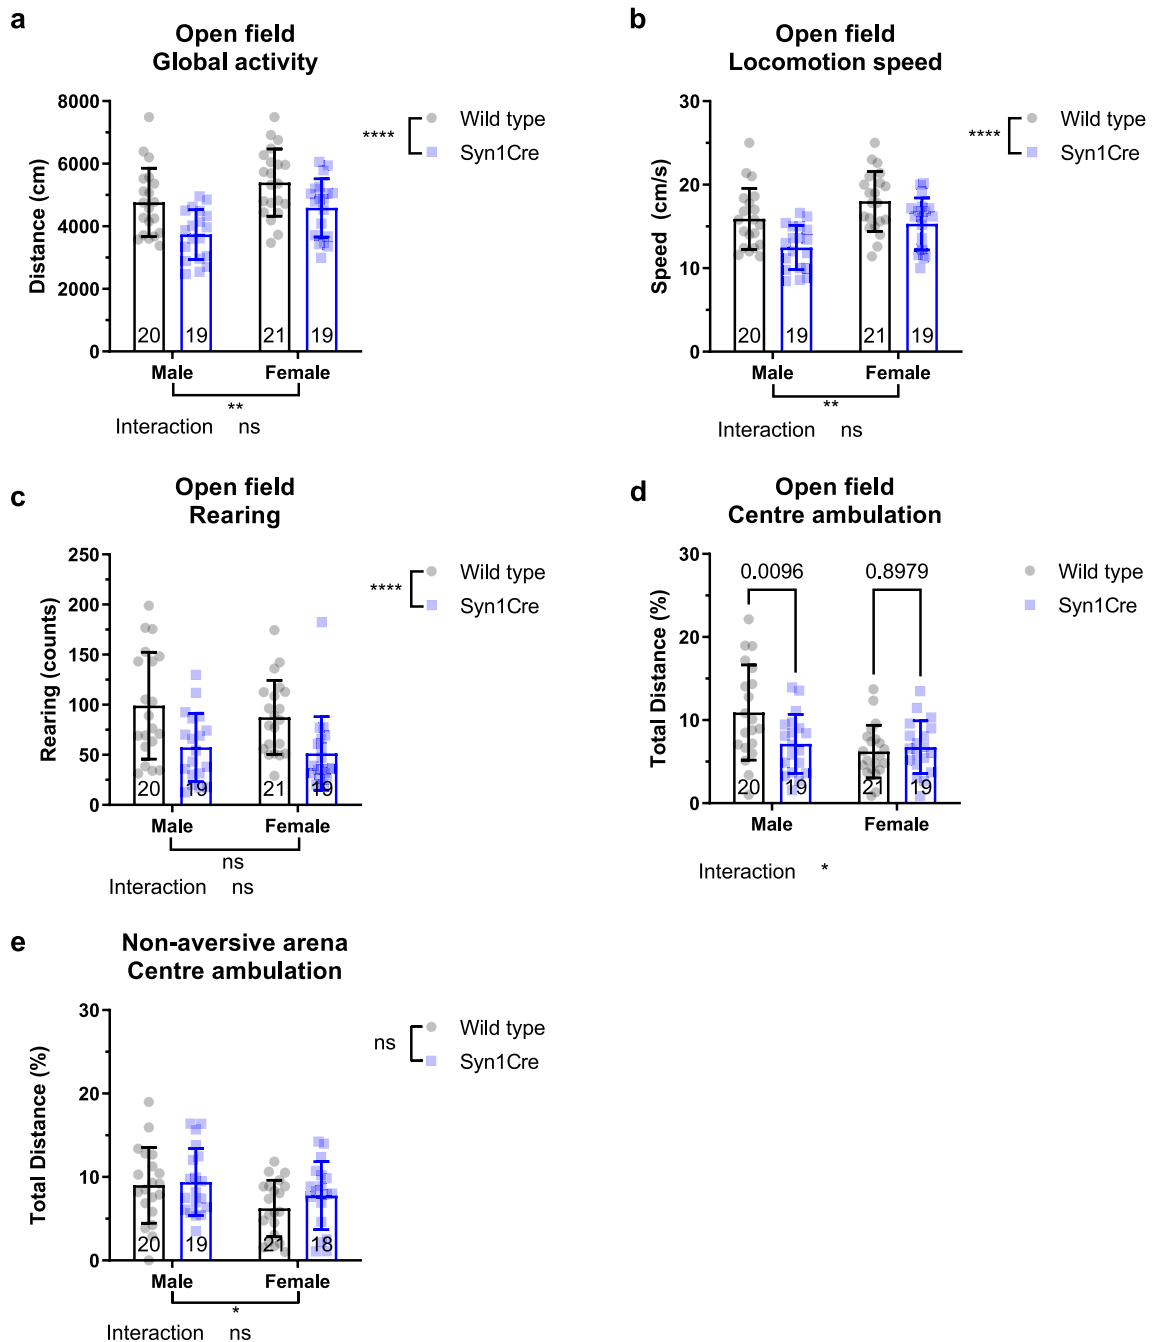 a
Open field
Global activity
Distance (cm)
8000
6000
4000
2000
0
20
19
21
19
Male
Female
**
Interaction ns
****
Wild type
Syn1Cre
b
Open field
Locomotion speed
Speed (cm/s)
30
20
10
0
20
19
21
19
Male
Female
**
Interaction ns
****
Wild type
Syn1Cre
c
Open field
Rearing
Rearing (counts)
250
200
150
100
50
0
20
19
21
19
Male
Female
ns
Interaction ns
****
Wild type
Syn1Cre
d
Open field
Centre ambulation
Total Distance (%)
30
20
10
0
0.0096
0.8979
20
19
21
19
Male
Female
Interaction *
Wild type
Syn1Cre
e
Non-aversive arena
Centre ambulation
Total Distance (%)
30
20
10
0
20
19
21
18
Male
Female
*
Interaction ns
ns
Wild type
Syn1Cre